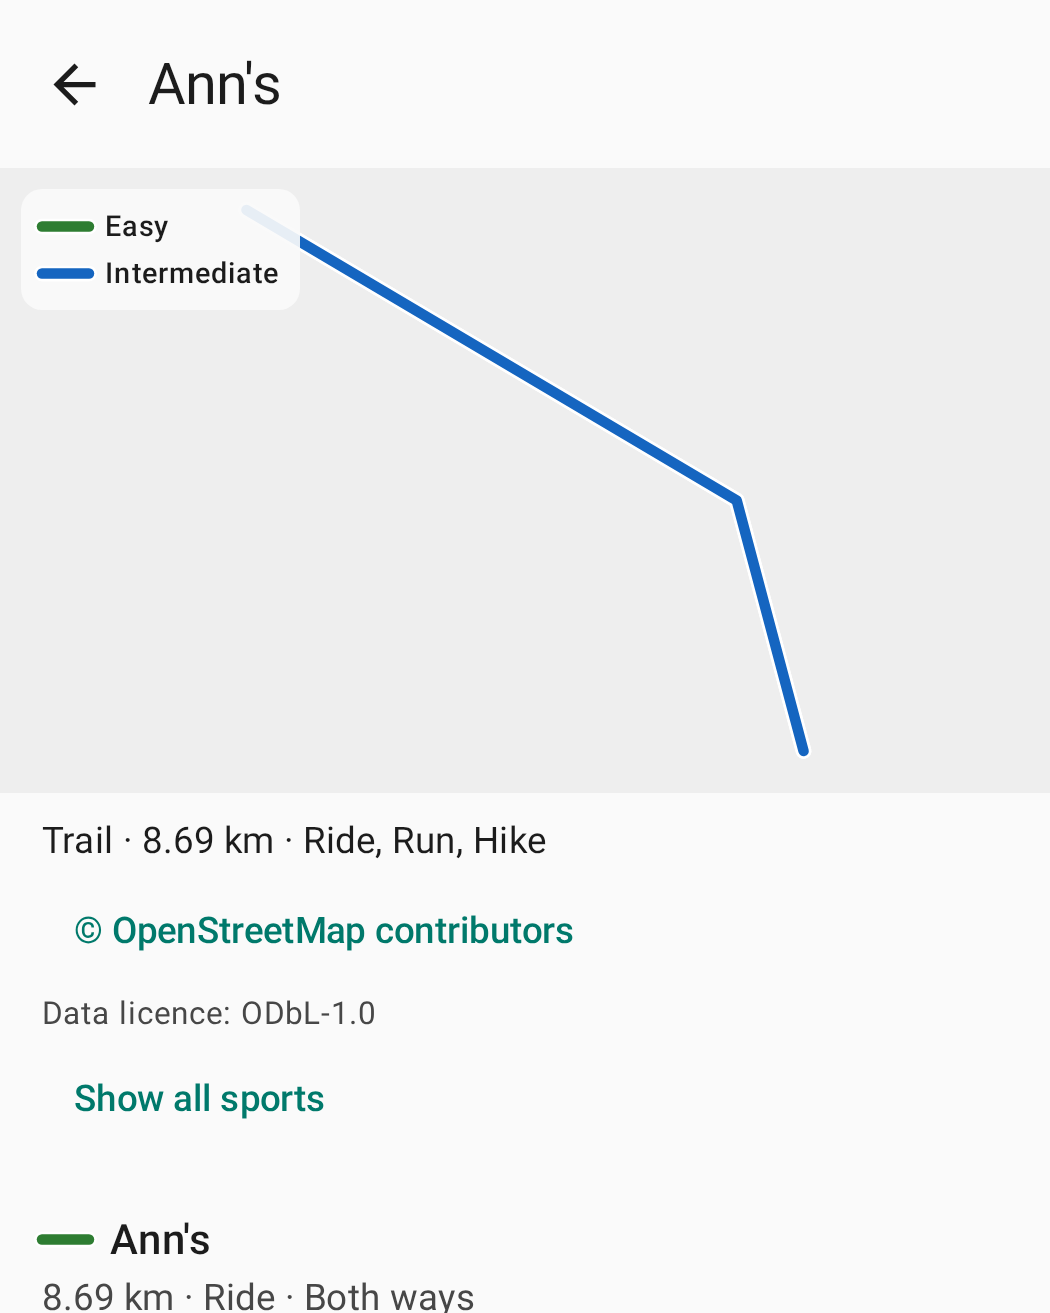 Ann's
Easy
Intermediate
Trail · 8.69 km · Ride, Run, Hike
© OpenStreetMap contributors
Data licence: ODbL-1.0
Show all sports
Ann's
8.69 km · Ride · Both ways